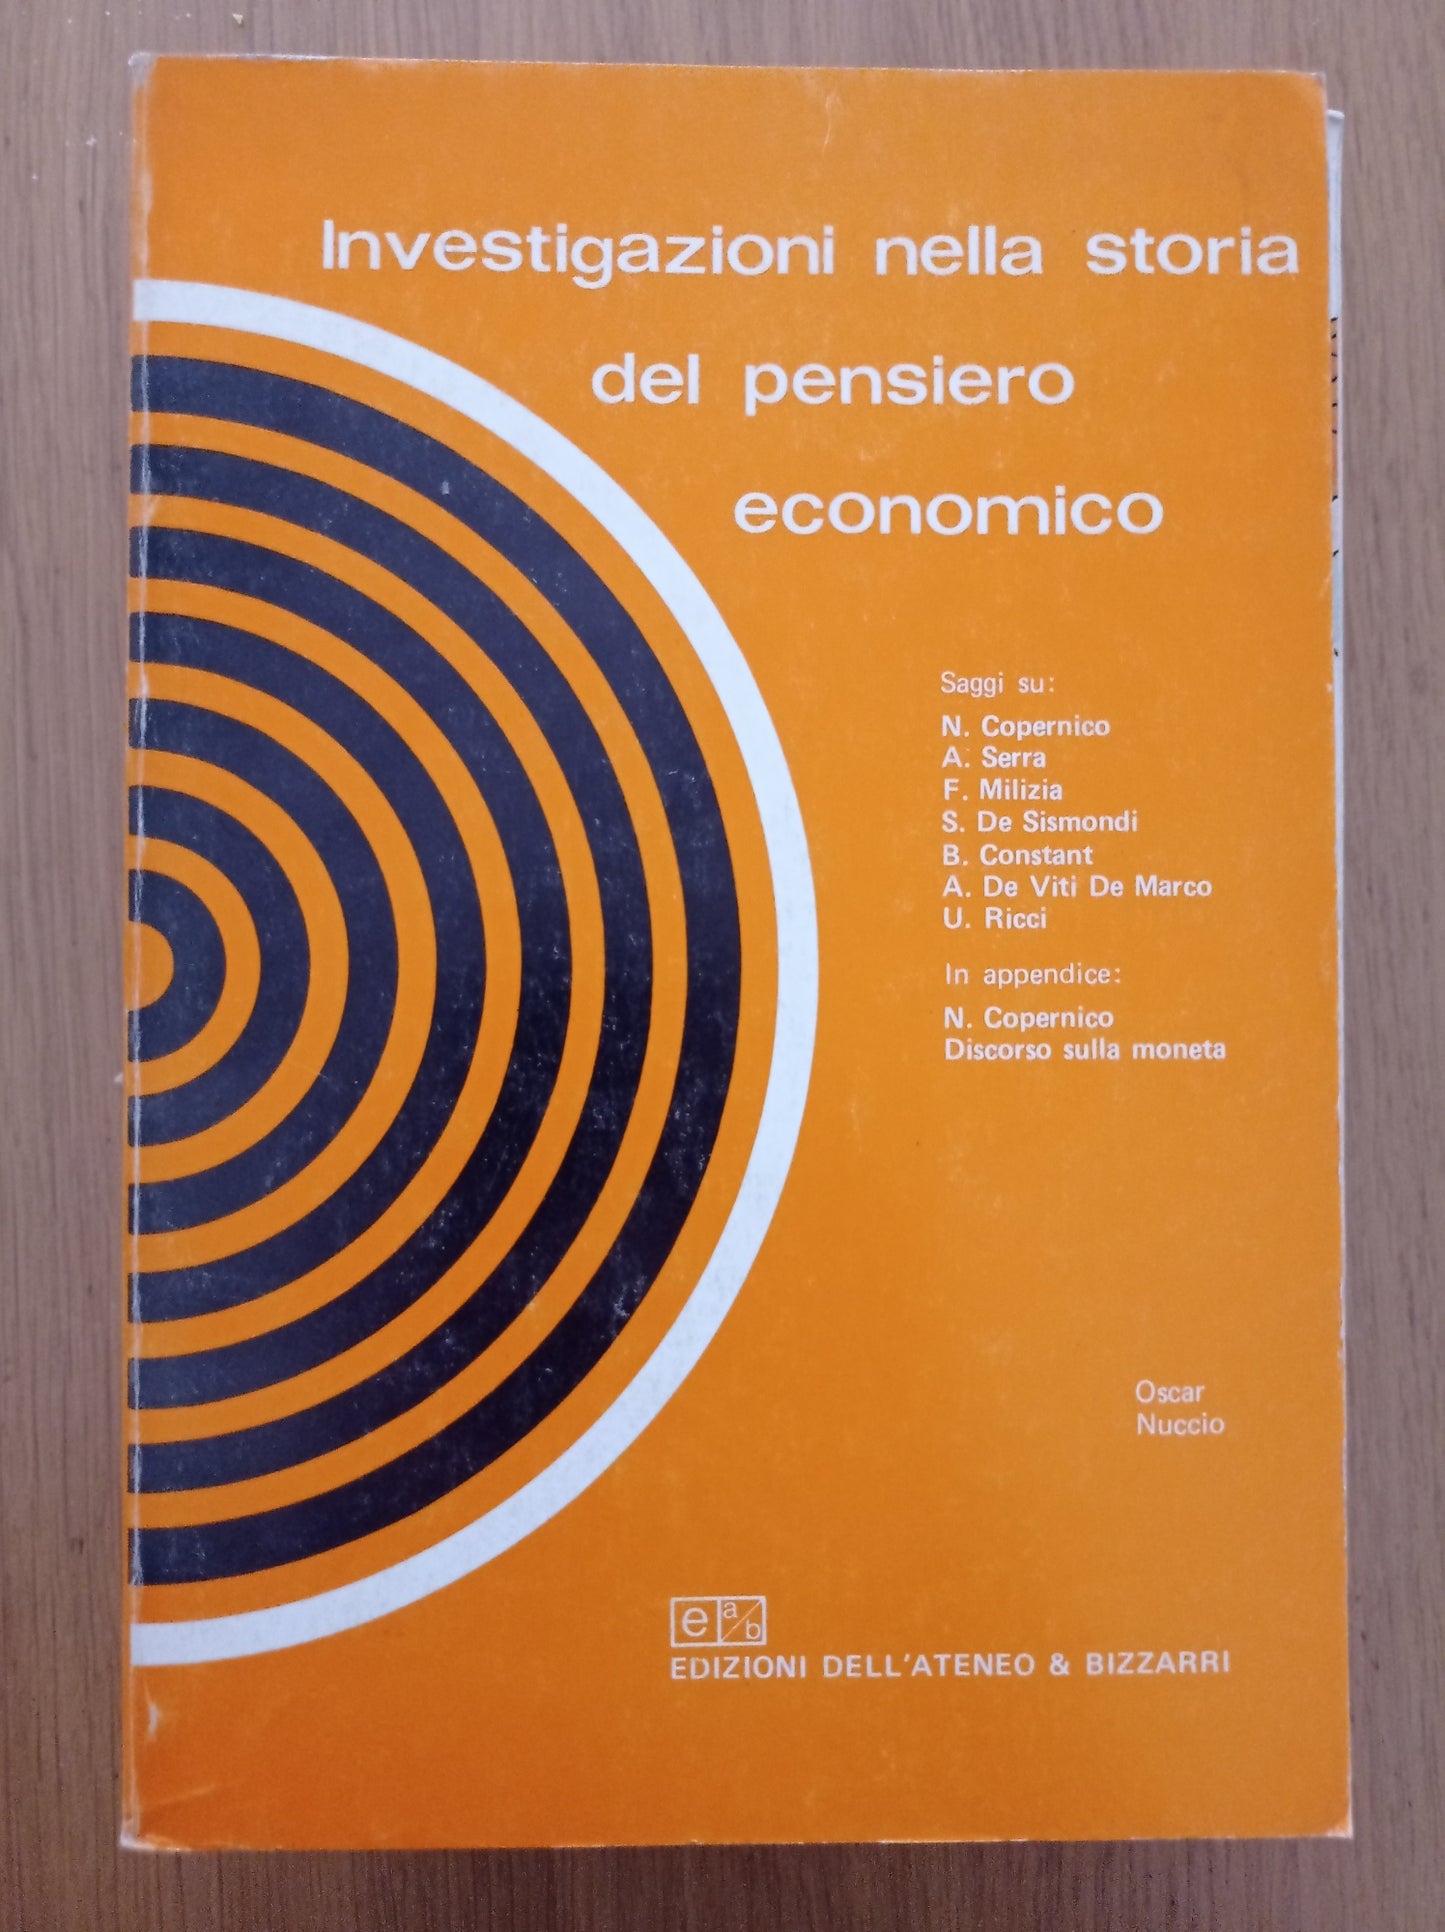 Investigazioni nella storia
del pensiero
economico
Saggi su:
N. Copernico
A. Serra
F. Milizia
S. De Sismondi
B. Constant
A. De Viti De Marco
U. Ricci
In appendice:
N. Copernico
Discorso sulla moneta
Oscar
Nuccio
e a/b
EDIZIONI DELL'ATENEO & BIZZARRI